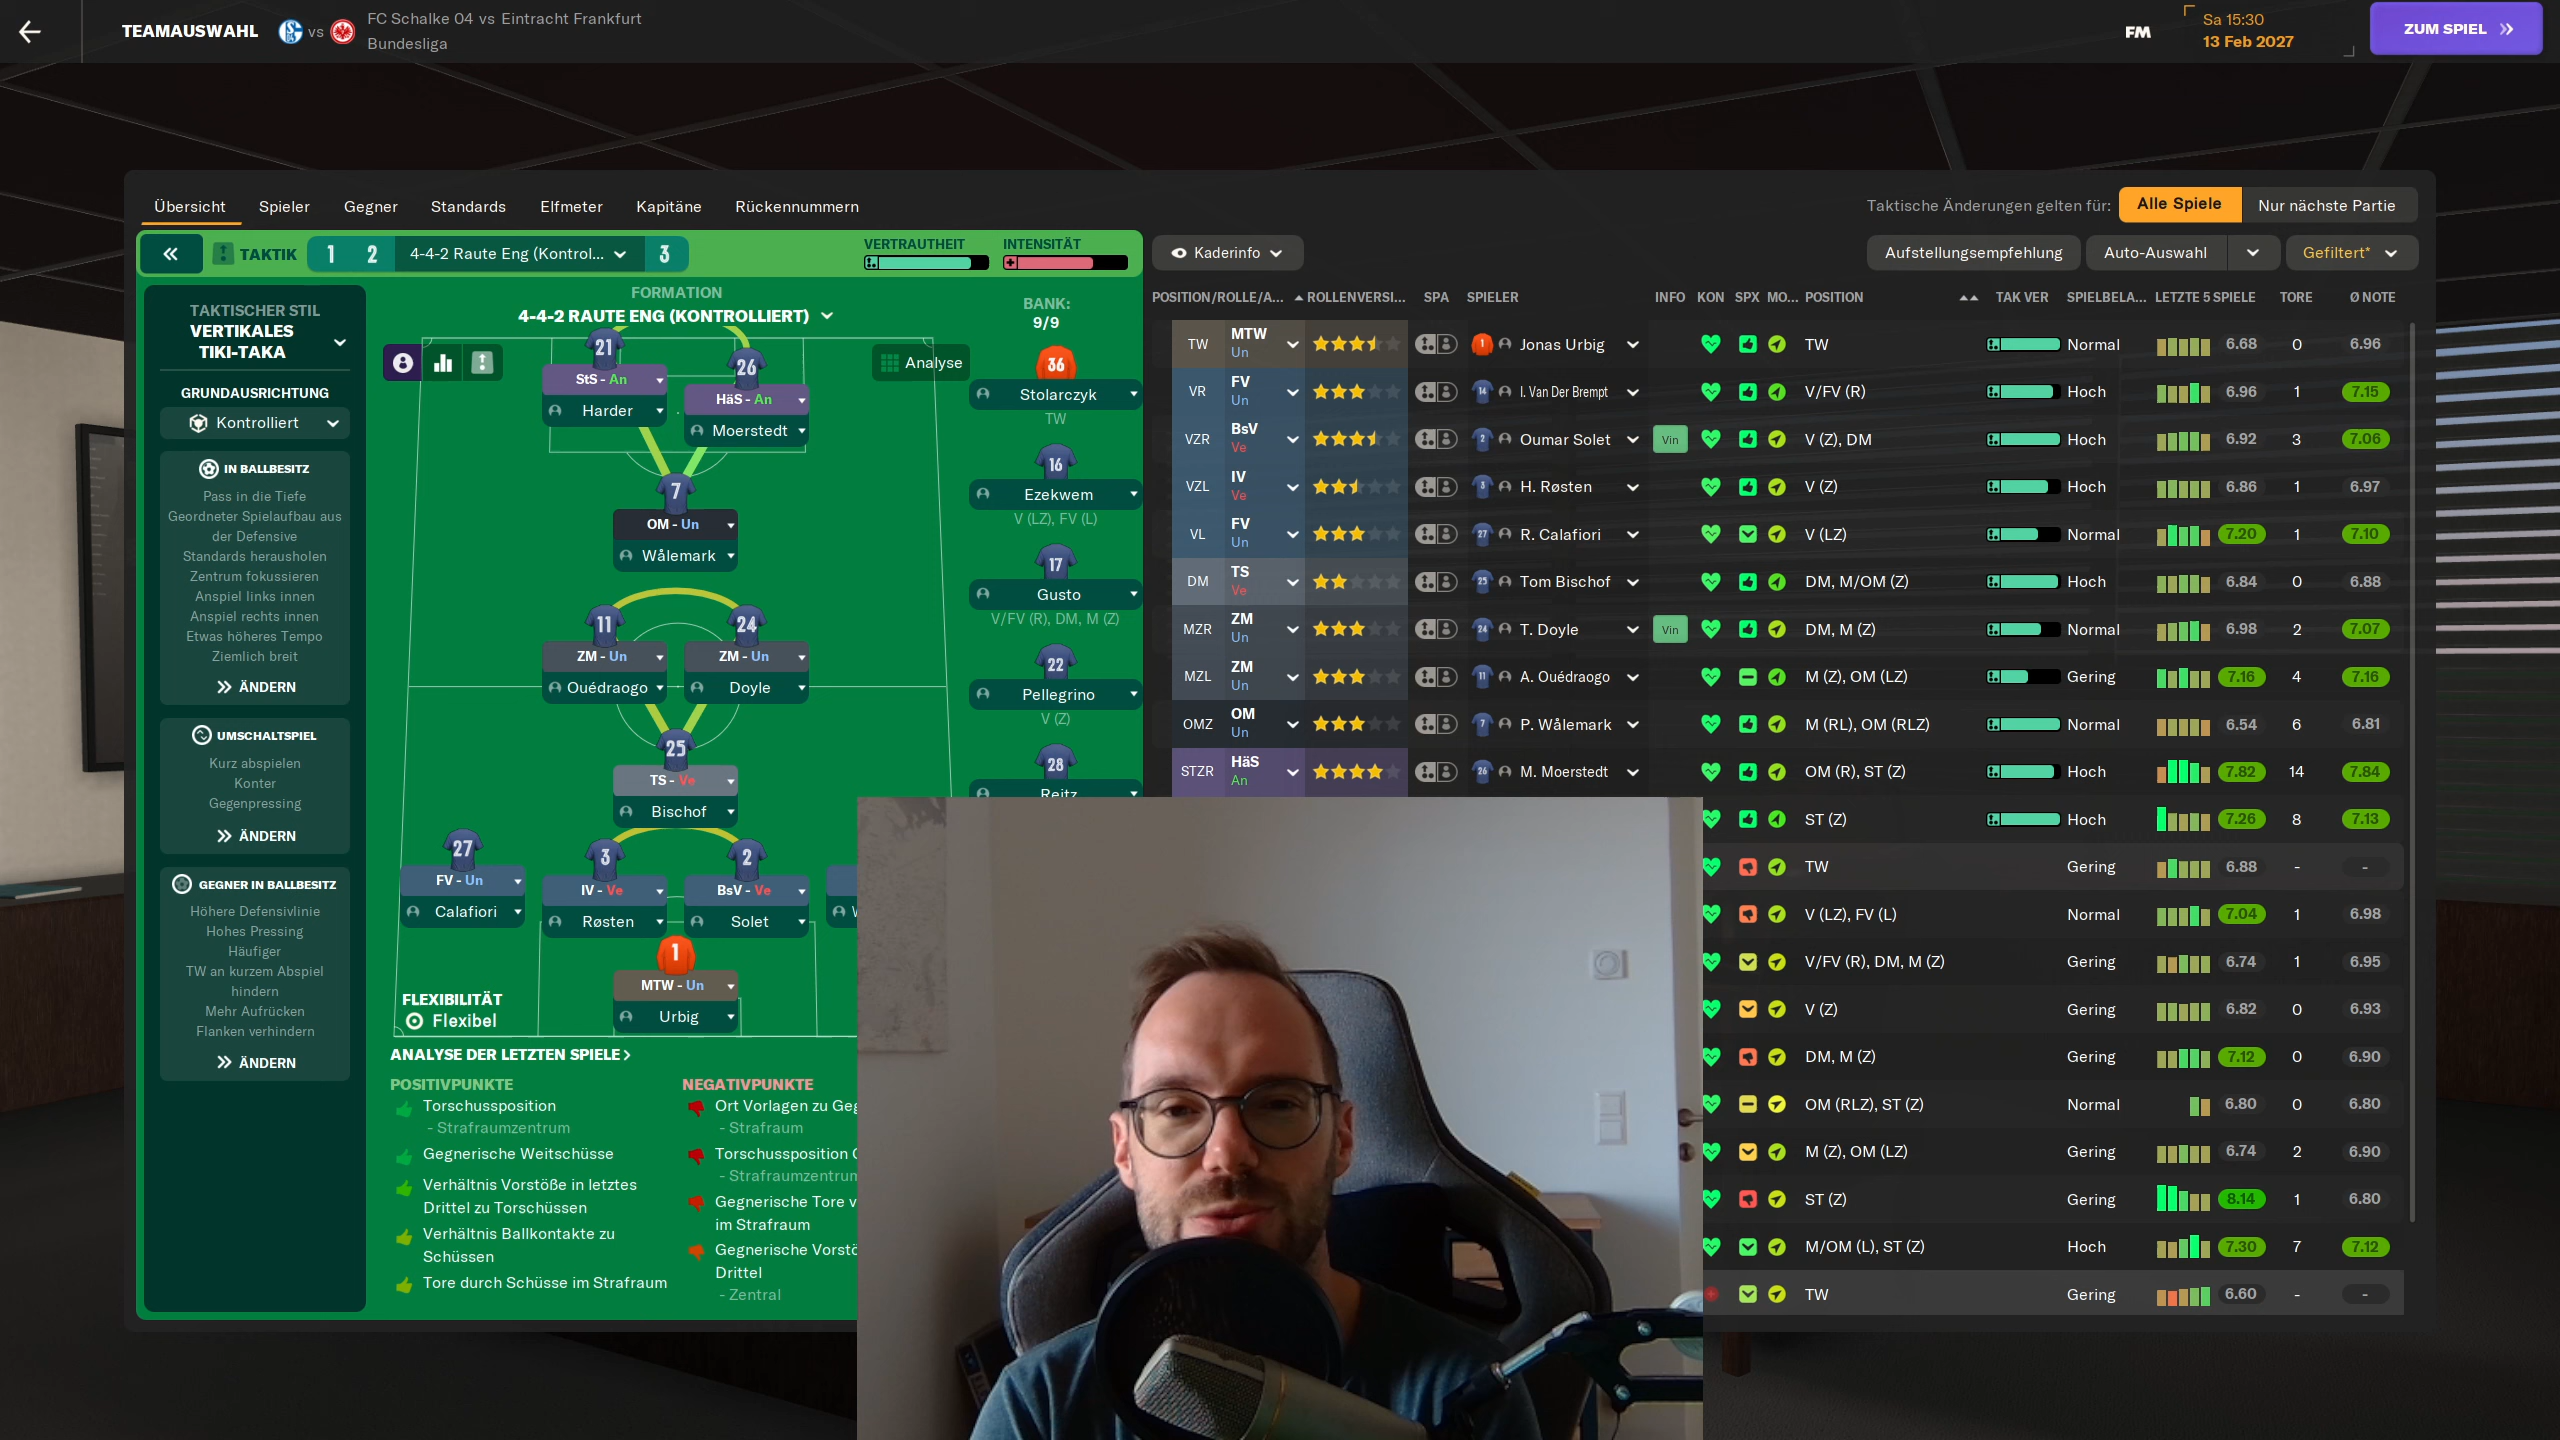 TEAMAUSWAHL
vs
FC Schalke 04 vs Eintracht Frankfurt
Bundesliga
FM
Sa 15:30
13 Feb 2027
ZUM SPIEL
Übersicht
Spieler
Gegner
Standards
Elfmeter
Kapitäne
Rückennummern
Taktische Änderungen gelten für:
Alle Spiele
Nur nächste Partie
TAKTIK
1
2
4-4-2 Raute Eng (Kontrol...
3
VERTRAUTHEIT
INTENSITÄT
Kaderinfo
Aufstellungsempfehlung
Auto-Auswahl
Gefiltert*
TAKTISCHER STIL
VERTIKALES
TIKI-TAKA
GRUNDAUSRICHTUNG
Kontrolliert
IN BALLBESITZ
Pass in die Tiefe
Geordneter Spielaufbau aus
der Defensive
Standards herausholen
Zentrum fokussieren
Anspiel links innen
Anspiel rechts innen
Etwas höheres Tempo
Ziemlich breit
ÄNDERN
UMSCHALTSPIEL
Kurz abspielen
Konter
Gegenpressing
ÄNDERN
GEGNER IN BALLBESITZ
Höhere Defensivlinie
Hohes Pressing
Häufiger
TW an kurzem Abspiel
hindern
Mehr Aufrücken
Flanken verhindern
ÄNDERN
FORMATION
4-4-2 RAUTE ENG (KONTROLLIERT)
Analyse
21
StS - An
Harder
26
HäS - An
Moerstedt
7
OM - Un
Wålemark
11
ZM - Un
Ouédraogo
24
ZM - Un
Doyle
25
TS - Ve
Bischof
27
FV - Un
Calafiori
3
IV - Ve
Røsten
2
BsV - Ve
Solet
1
MTW - Un
Urbig
FLEXIBILITÄT
Flexibel
BANK:
9/9
36
Stolarczyk
TW
16
Ezekwem
V (LZ), FV (L)
17
Gusto
V/FV (R), DM, M (Z)
22
Pellegrino
V (Z)
28
Reitz
ANALYSE DER LETZTEN SPIELE
POSITIVPUNKTE
Torschussposition
- Strafraumzentrum
Gegnerische Weitschüsse
Verhältnis Vorstöße in letztes
Drittel zu Torschüssen
Verhältnis Ballkontakte zu
Schüssen
Tore durch Schüsse im Strafraum
NEGATIVPUNKTE
Ort Vorlagen zu Geg
- Strafraum
Torschussposition G
- Strafraumzentrum
Gegnerische Tore v
im Strafraum
Gegnerische Vorstö
Drittel
- Zentral
POSITION/ROLLE/A... ROLLENVERSI... SPA SPIELER INFO KON SPX MO... POSITION TAK VER SPIELBELA... LETZTE 5 SPIELE TORE Ø NOTE
TW MTW Un 1 Jonas Urbig TW Normal 6.68 0 6.96
VR FV Un 14 I. Van Der Brempt V/FV (R) Hoch 6.96 1 7.15
VZR BsV Ve 2 Oumar Solet Vin V (Z), DM Hoch 6.92 3 7.06
VZL IV Ve 3 H. Røsten V (Z) Hoch 6.86 1 6.97
VL FV Un 27 R. Calafiori V (LZ) Normal 7.20 1 7.10
DM TS Ve 25 Tom Bischof DM, M/OM (Z) Hoch 6.84 0 6.88
MZR ZM Un 24 T. Doyle Vin DM, M (Z) Normal 6.98 2 7.07
MZL ZM Un 11 A. Ouédraogo M (Z), OM (LZ) Gering 7.16 4 7.16
OMZ OM Un 7 P. Wålemark M (RL), OM (RLZ) Normal 6.54 6 6.81
STZR HäS An 26 M. Moerstedt OM (R), ST (Z) Hoch 7.82 14 7.84
ST (Z) Hoch 7.26 8 7.13
TW Gering 6.88 - -
V (LZ), FV (L) Normal 7.04 1 6.98
V/FV (R), DM, M (Z) Gering 6.74 1 6.95
V (Z) Gering 6.82 0 6.93
DM, M (Z) Gering 7.12 0 6.90
OM (RLZ), ST (Z) Normal 6.80 0 6.80
M (Z), OM (LZ) Gering 6.74 2 6.90
ST (Z) Gering 8.14 1 6.80
M/OM (L), ST (Z) Hoch 7.30 7 7.12
TW Gering 6.60 - -